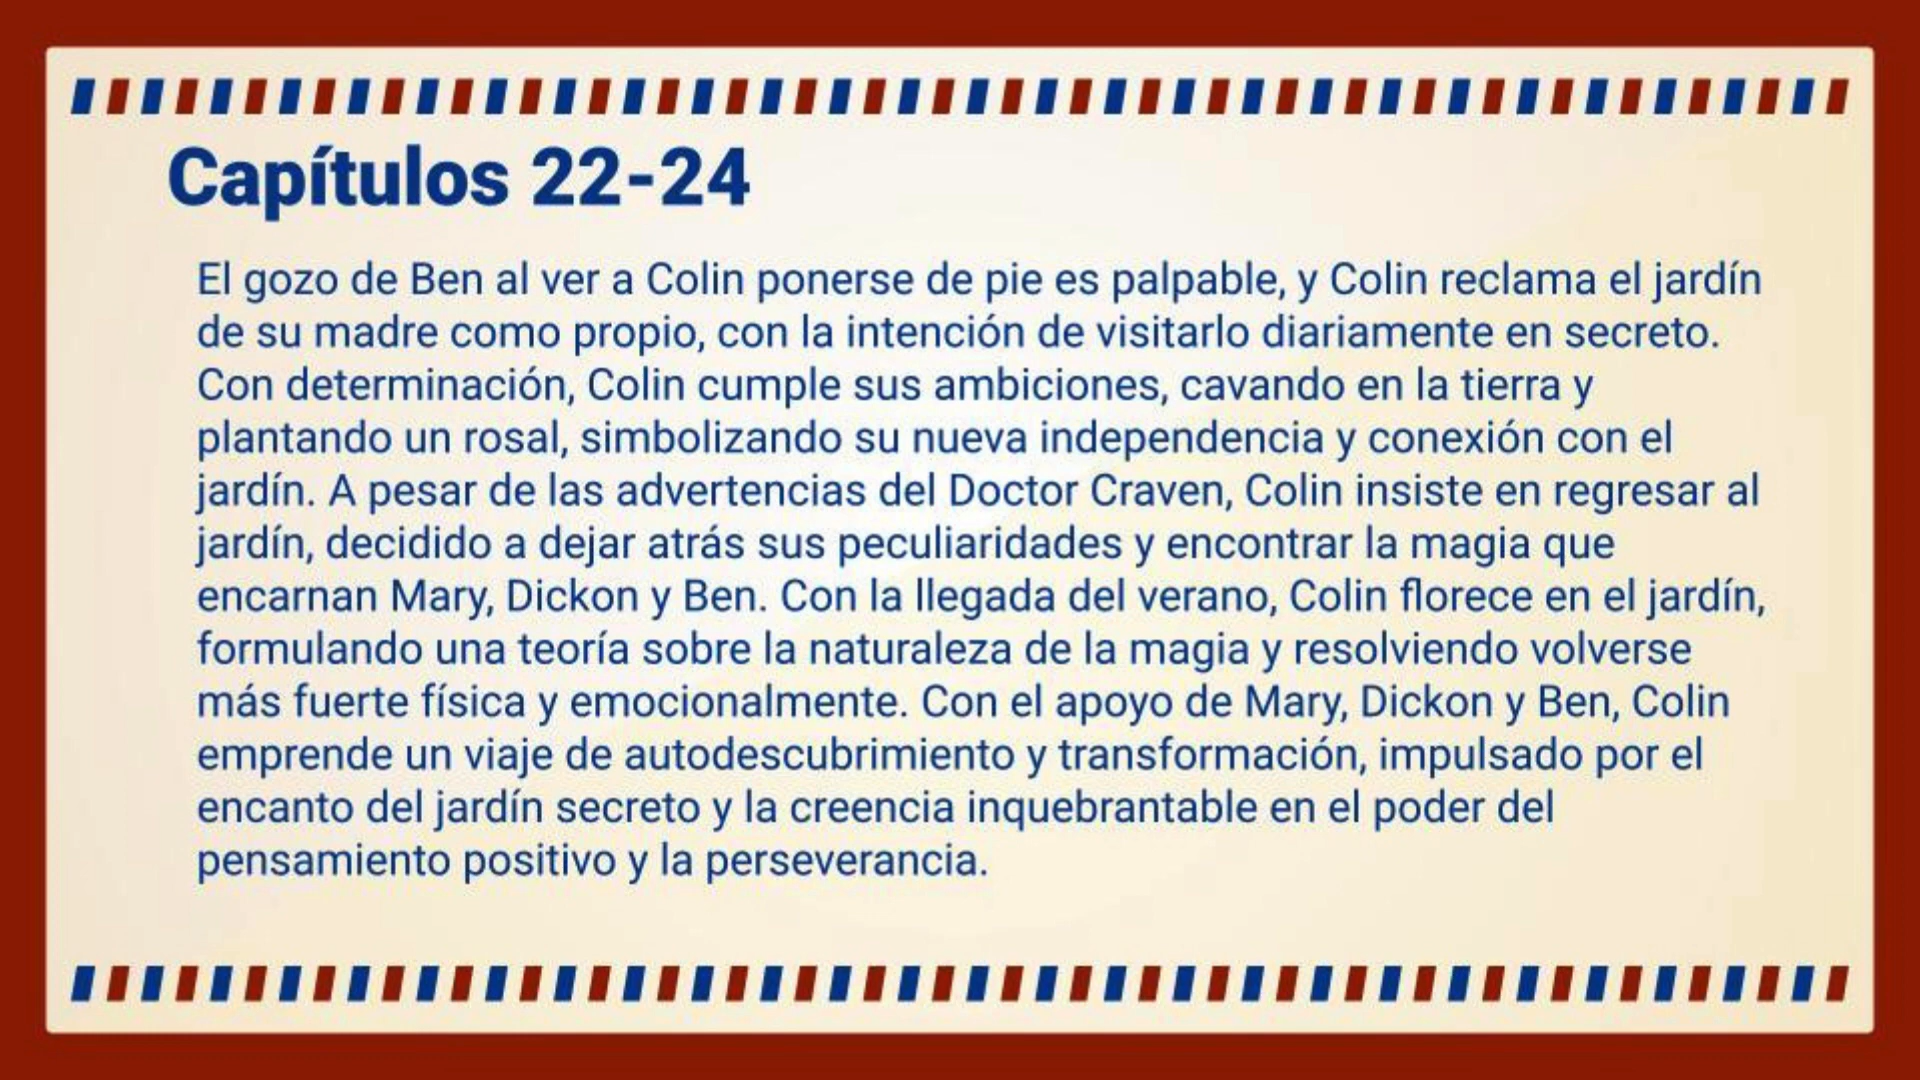 Capítulos 22-24
El gozo de Ben al ver a Colin ponerse de pie es palpable, y Colin reclama el jardín
de su madre como propio, con la intención de visitarlo diariamente en secreto.
Con determinación, Colin cumple sus ambiciones, cavando en la tierra y
plantando un rosal, simbolizando su nueva independencia y conexión con el
jardín. A pesar de las advertencias del Doctor Craven, Colin insiste en regresar al
jardín, decidido a dejar atrás sus peculiaridades y encontrar la magia que
encarnan Mary, Dickon y Ben. Con la llegada del verano, Colin florece en el jardín,
formulando una teoría sobre la naturaleza de la magia y resolviendo volverse
más fuerte física y emocionalmente. Con el apoyo de Mary, Dickon y Ben, Colin
emprende un viaje de autodescubrimiento y transformación, impulsado por el
encanto del jardín secreto y la creencia inquebrantable en el poder del
pensamiento positivo y la perseverancia.